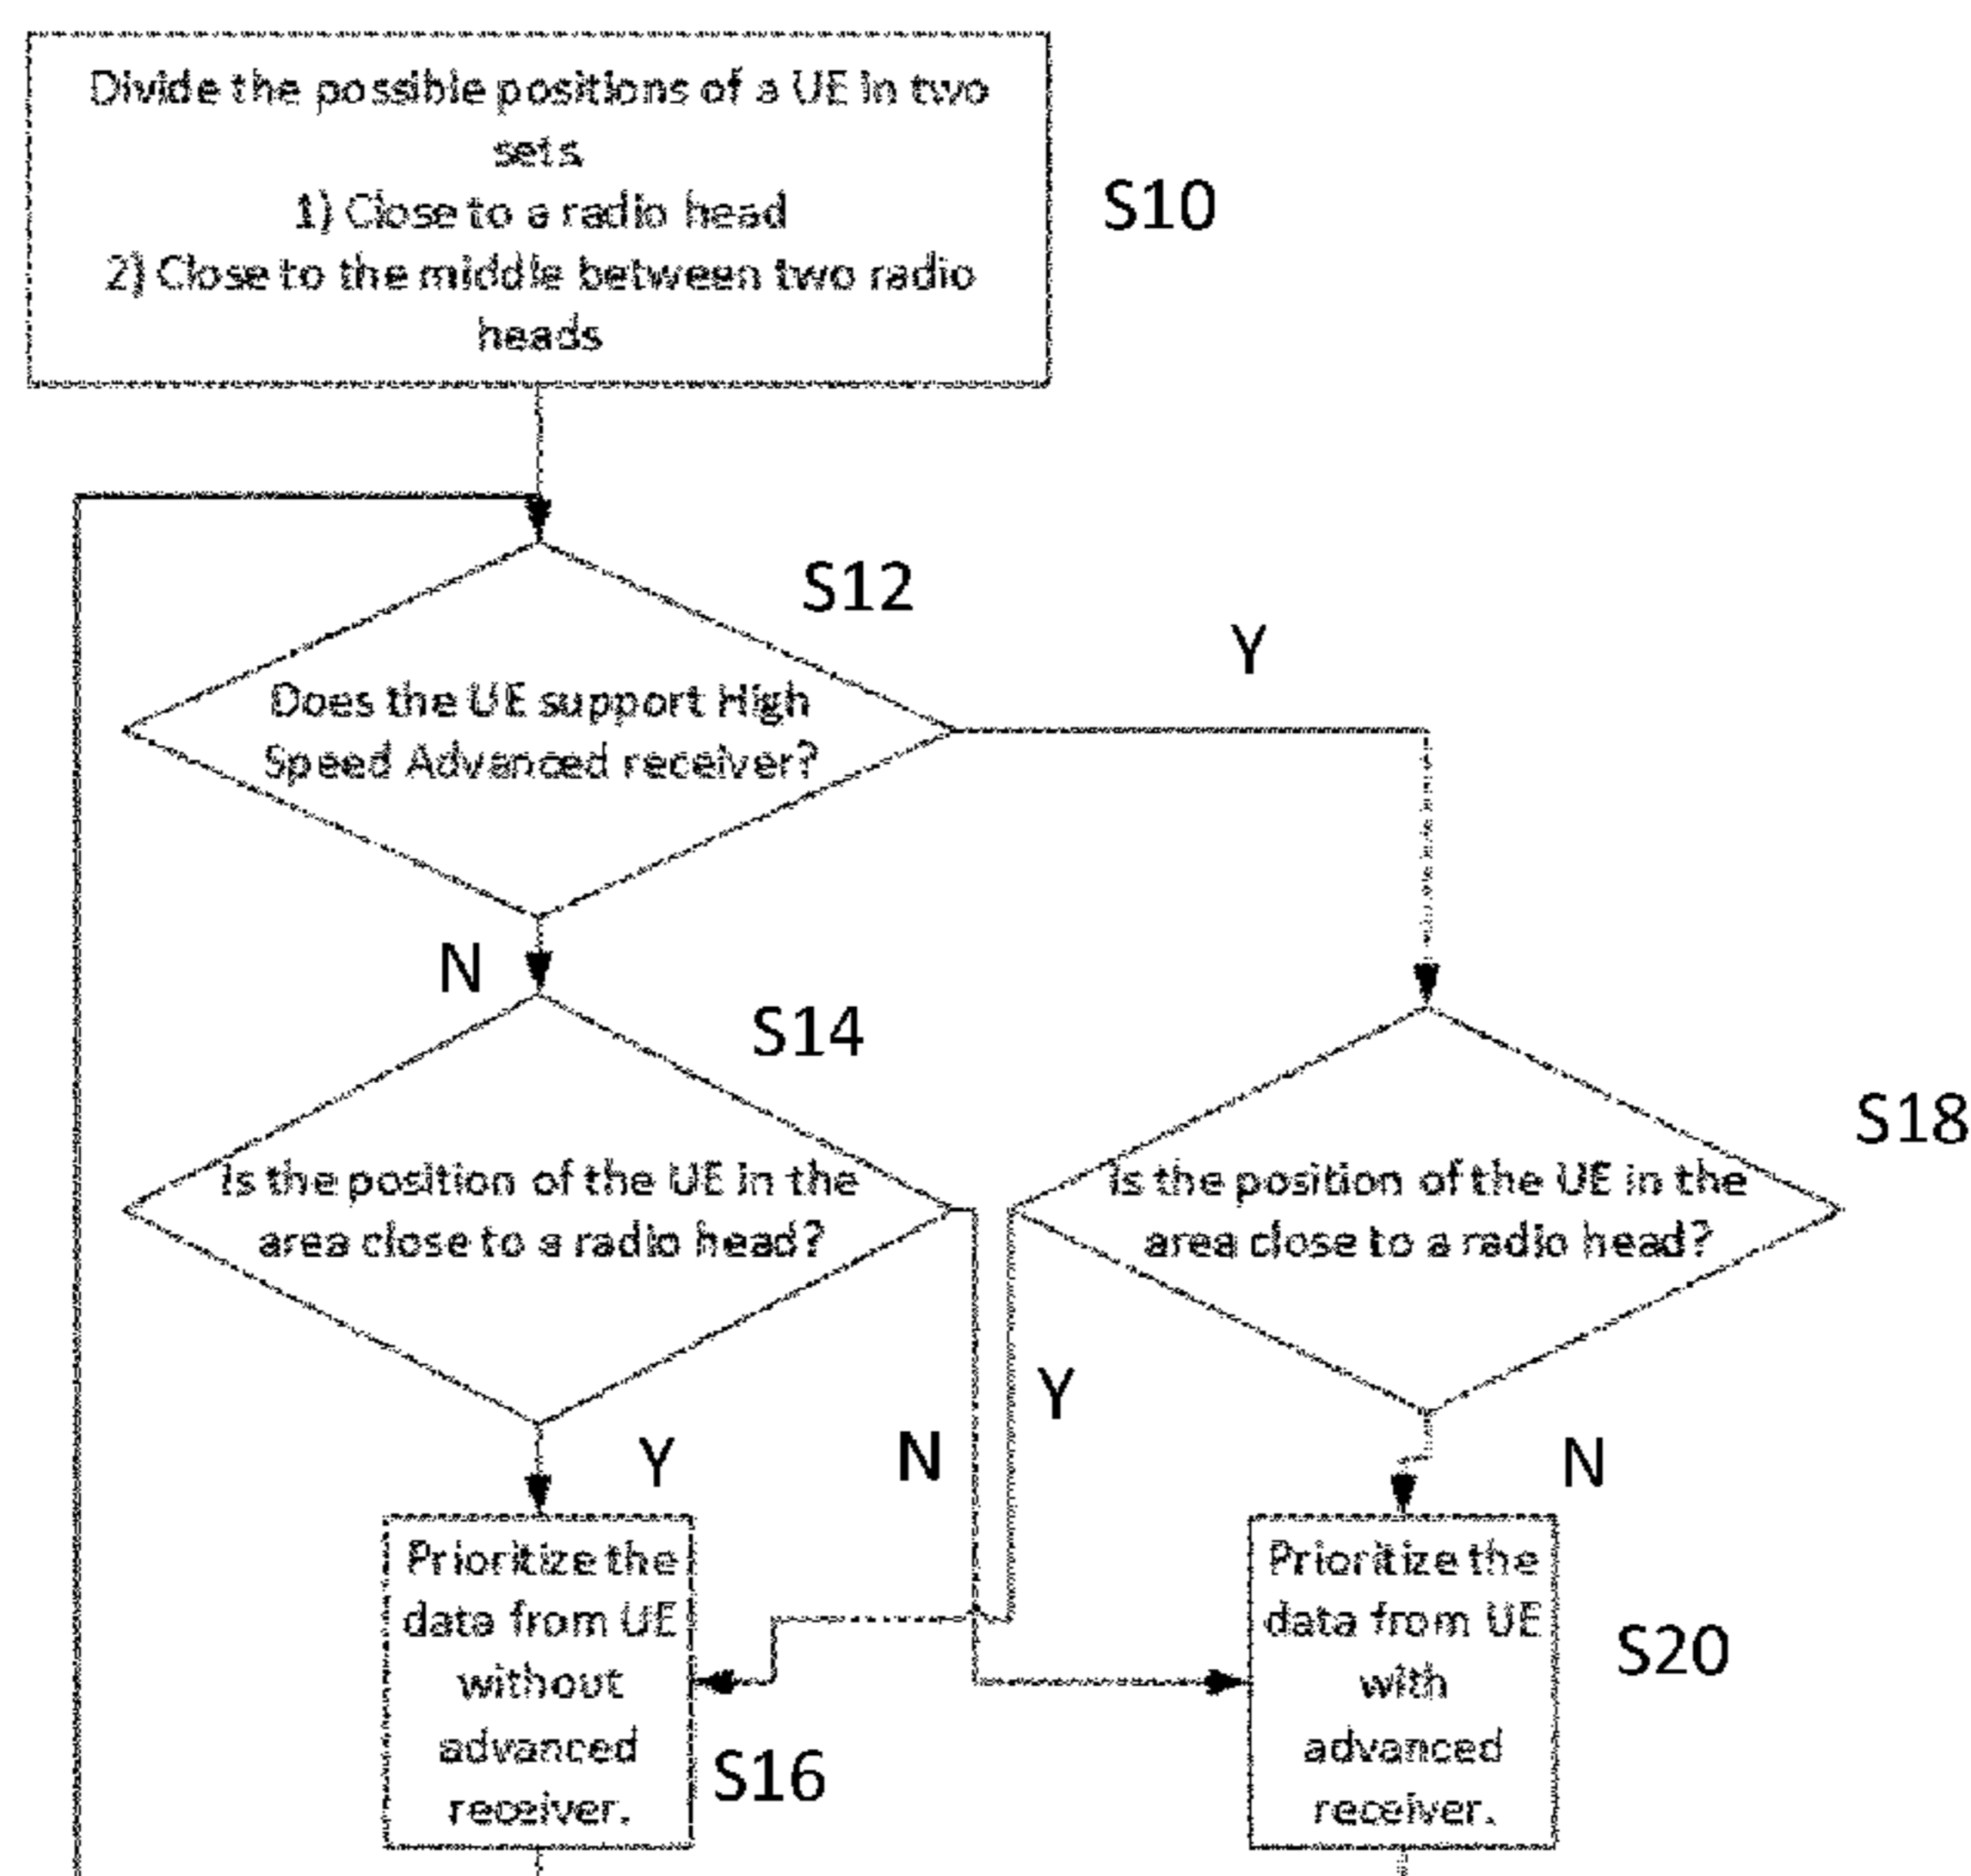 Divide the possible positions of a UE in two
sets
1) Close to a radio head
2) Close to the middle between two radio
heads
S10
S12
Y
Does the UE support High
Speed Advanced receiver?
N
S14
S18
Is the position of the UE in the
area close to a radio head?
Is the position of the UE in the
area close to a radio head?
Y
N
Y
N
Prioritize the
data from UE
without
advanced
receiver.
S16
Prioritize the
data from UE
with
advanced
receiver.
S20